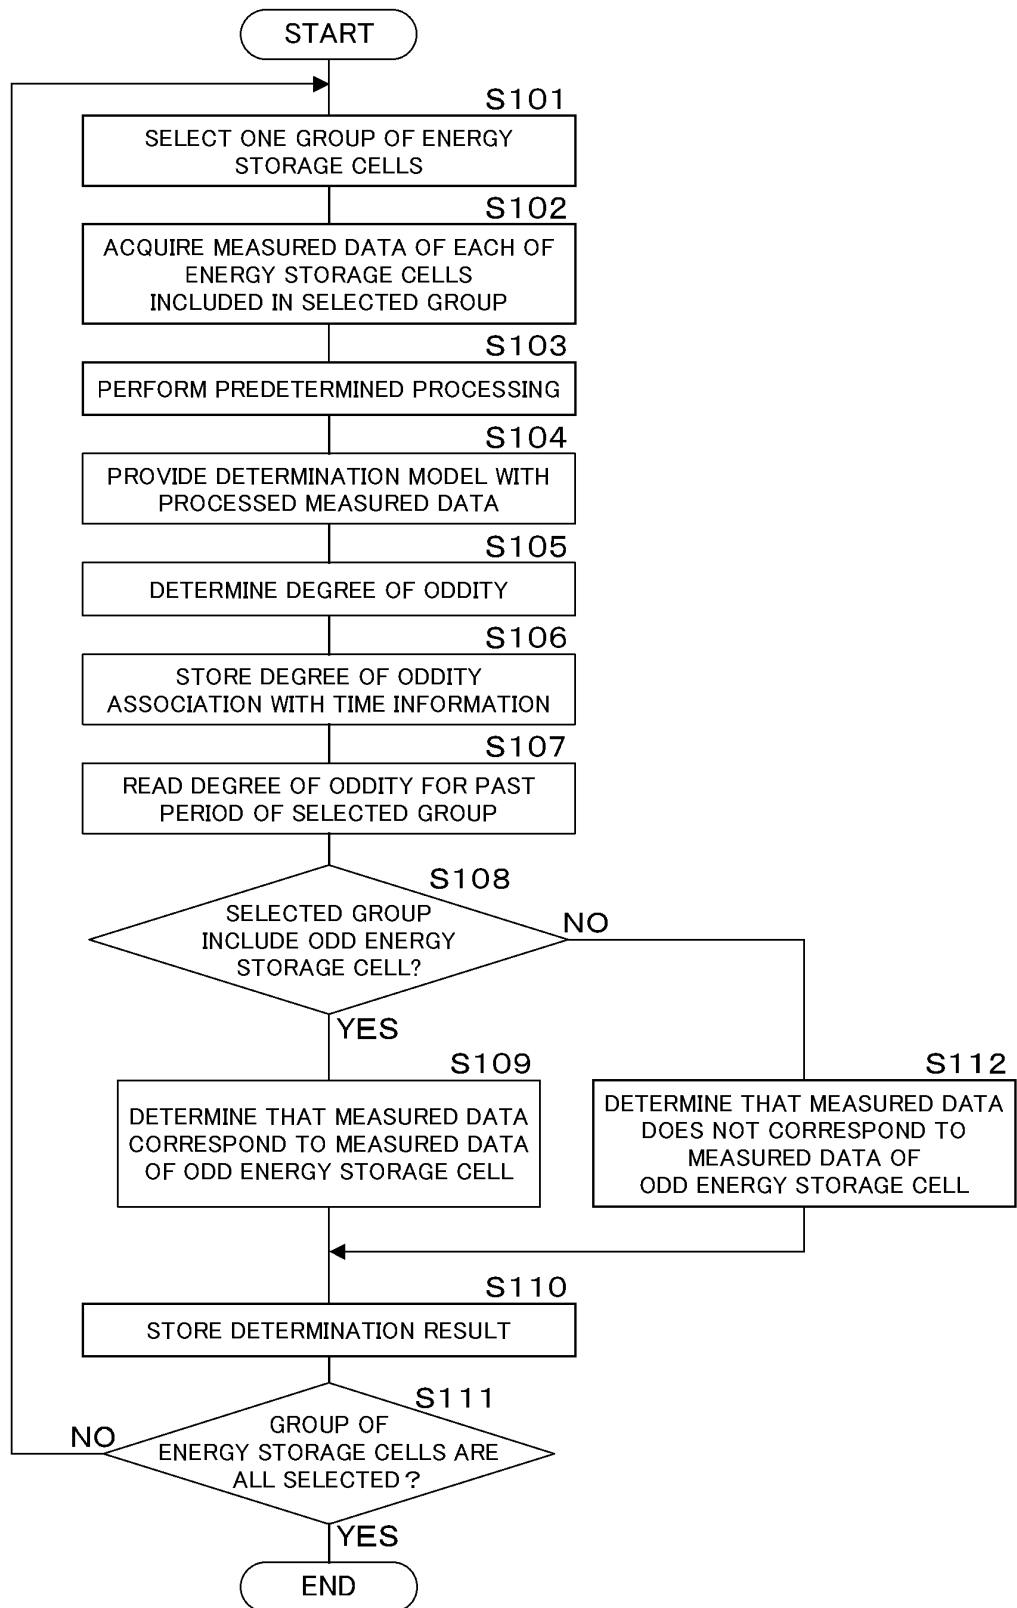 START
S101
SELECT ONE GROUP OF ENERGY
STORAGE CELLS
S102
ACQUIRE MEASURED DATA OF EACH OF
ENERGY STORAGE CELLS
INCLUDED IN SELECTED GROUP
S103
PERFORM PREDETERMINED PROCESSING
S104
PROVIDE DETERMINATION MODEL WITH
PROCESSED MEASURED DATA
S105
DETERMINE DEGREE OF ODDITY
S106
STORE DEGREE OF ODDITY
ASSOCIATION WITH TIME INFORMATION
S107
READ DEGREE OF ODDITY FOR PAST
PERIOD OF SELECTED GROUP
S108
SELECTED GROUP
INCLUDE ODD ENERGY
STORAGE CELL?
NO
YES
S109
DETERMINE THAT MEASURED DATA
CORRESPOND TO MEASURED DATA
OF ODD ENERGY STORAGE CELL
S112
DETERMINE THAT MEASURED DATA
DOES NOT CORRESPOND TO
MEASURED DATA OF
ODD ENERGY STORAGE CELL
S110
STORE DETERMINATION RESULT
S111
GROUP OF
ENERGY STORAGE CELLS ARE
ALL SELECTED?
NO
YES
END